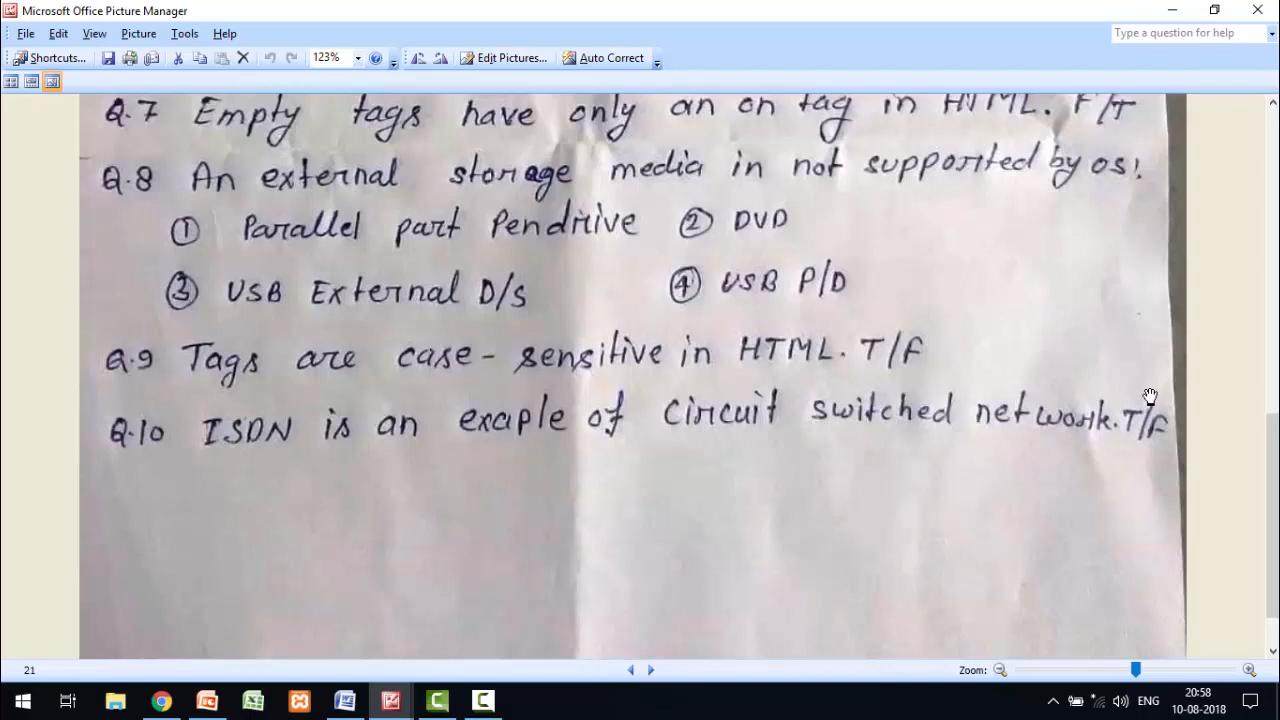 Microsoft Office Picture Manager
File Edit View Picture Tools Help
Type a question for help
Shortcuts... 123% Edit Pictures... Auto Correct
Q.7 Empty tags have only an on tag in HTML. F/T
Q.8 An external storage media in not supported by OS!
① Parallel part Pendrive ② DVD
③ USB External D/S ④ USB P/D
Q.9 Tags are case-sensitive in HTML. T/F
Q.10 ISDN is an exaple of Circuit switched network. T/F
21 Zoom:
ENG 20:58
10-08-2018